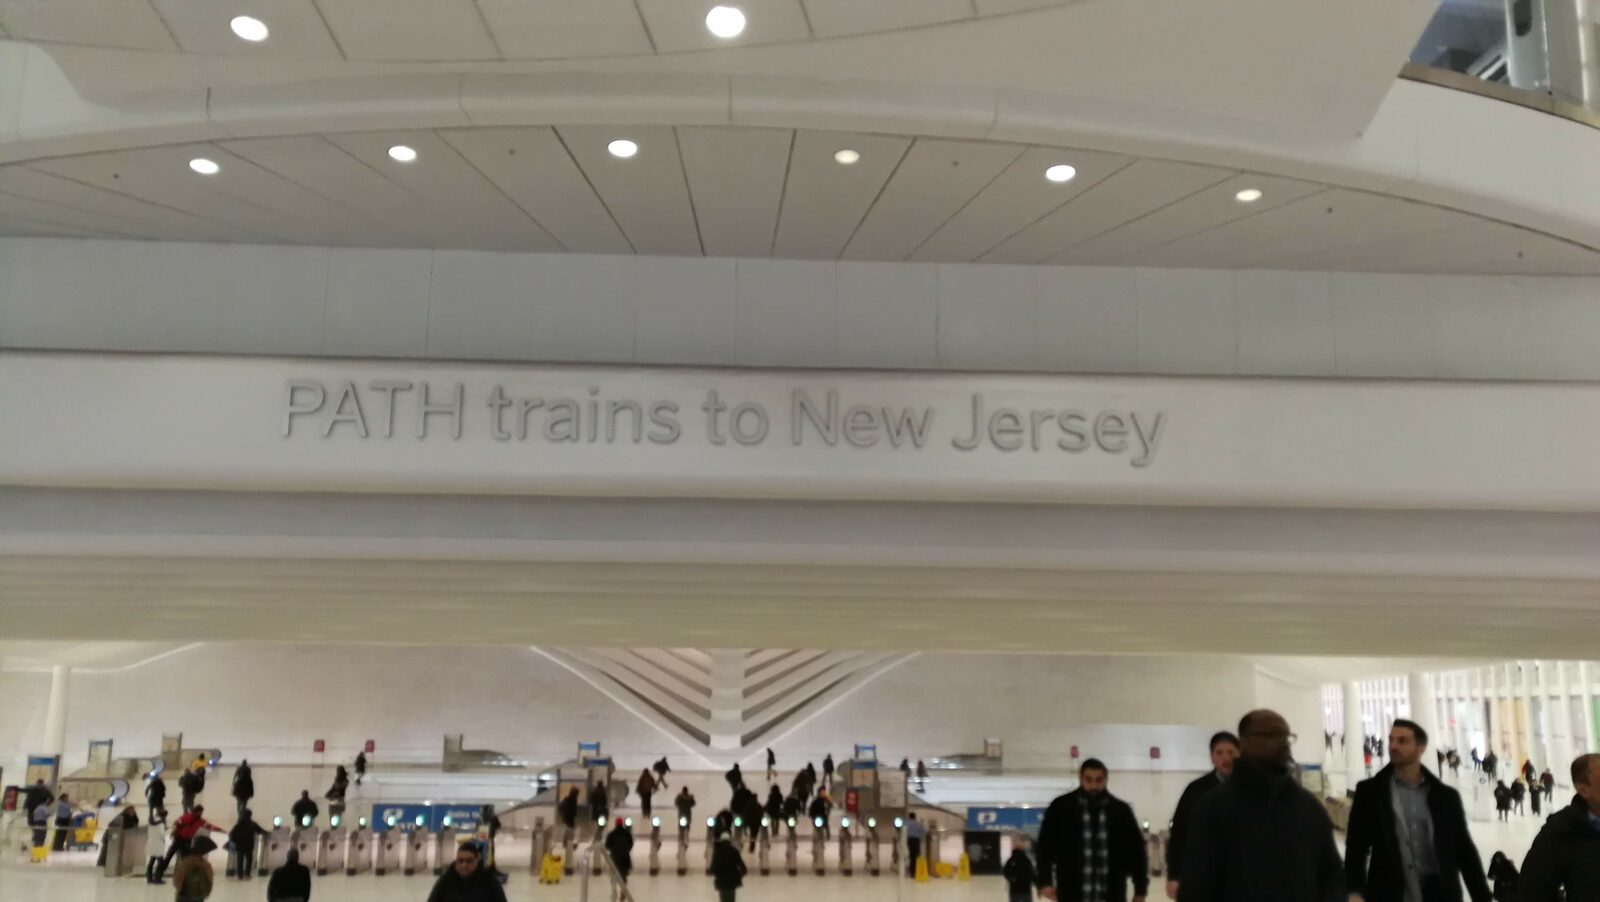 PATH trains to New Jersey